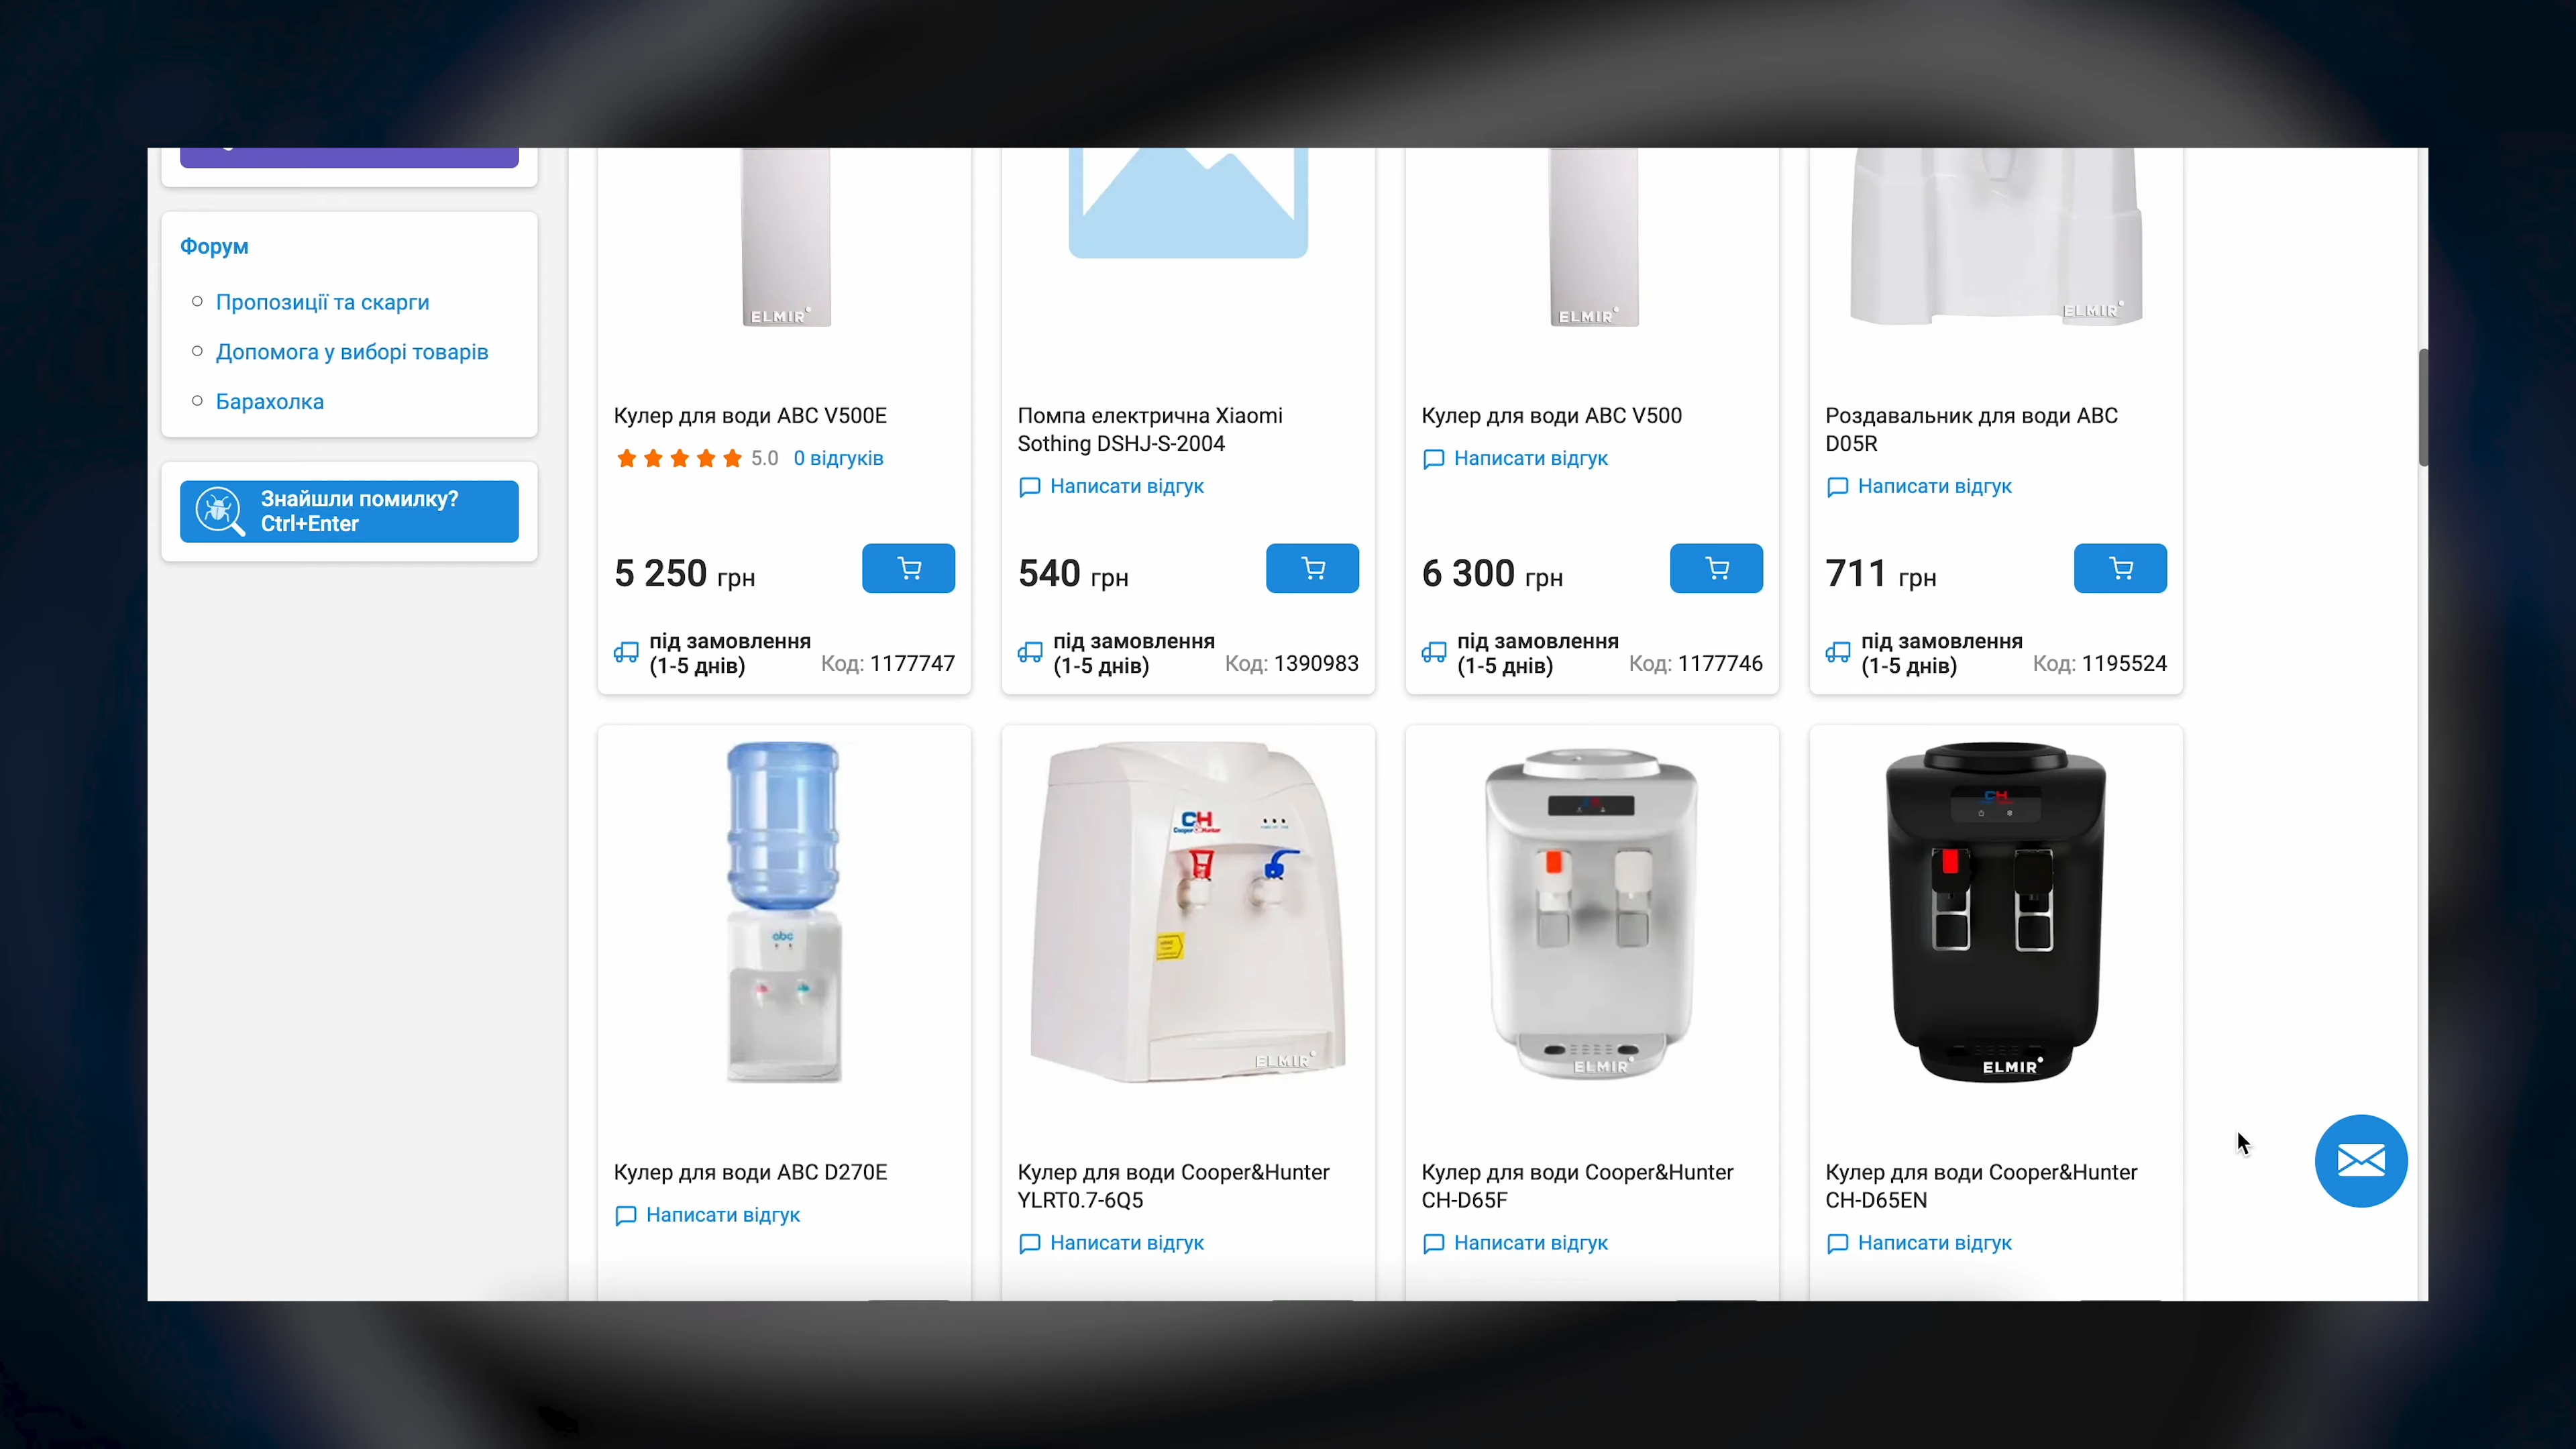 Форум
Пропозиції та скарги
Допомога у виборі товарів
Барахолка
Знайшли помилку?
Ctrl+Enter
ELMIR
ELMIR
ELMIR
Кулер для води ABC V500E
5.0 0 відгуків
5 250 грн
під замовлення
(1-5 днів)
Код: 1177747
Помпа електрична Xiaomi
Sothing DSHJ-S-2004
Написати відгук
540 грн
під замовлення
(1-5 днів)
Код: 1390983
Кулер для води ABC V500
Написати відгук
6 300 грн
під замовлення
(1-5 днів)
Код: 1177746
Роздавальник для води ABC
D05R
Написати відгук
711 грн
під замовлення
(1-5 днів)
Код: 1195524
abc
Кулер для води ABC D270E
Написати відгук
CH
Cooper&Hunter
ELMIR
Кулер для води Cooper&Hunter
YLRT0.7-6Q5
Написати відгук
ELMIR
Кулер для води Cooper&Hunter
CH-D65F
Написати відгук
CH
ELMIR
Кулер для води Cooper&Hunter
CH-D65EN
Написати відгук